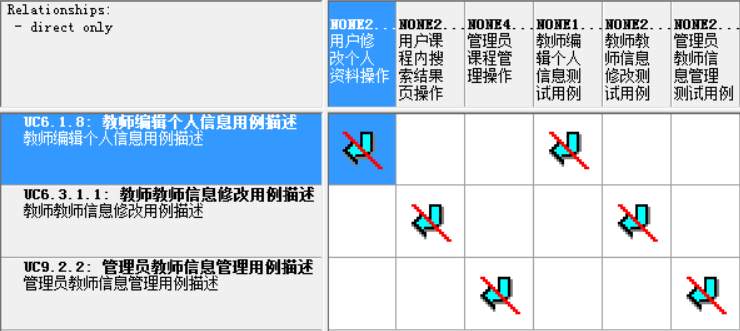 Relationships:
- direct only
NONE2...
用户修
改个人
资料操作
NONE2...
用户课
程内搜
索结果
页操作
NONE4...
管理员
课程管
理操作
NONE1...
教师编
辑个人
信息测
试用例
NONE2...
教师教
师信息
修改测
试用例
NONE2...
管理员
教师信
息管理
测试用例
UC6.1.8: 教师编辑个人信息用例描述
教师编辑个人信息用例描述
UC6.3.1.1: 教师教师信息修改用例描述
教师教师信息修改用例描述
UC9.2.2: 管理员教师信息管理用例描述
管理员教师信息管理用例描述